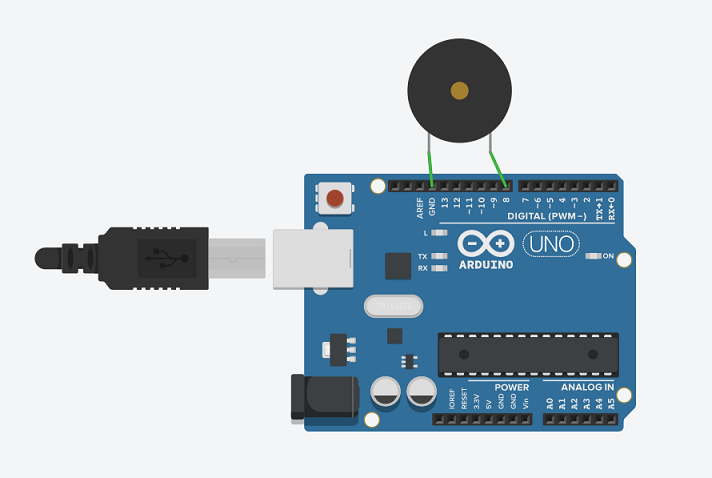 AREF
GND
13
12
~11
~10
~9
8
7
~6
~5
4
~3
2
TX→1
RX←0
DIGITAL (PWM~)
L
TX
RX
ARDUINO
UNO
ON
POWER
ANALOG IN
IOREF
RESET
3.3V
5V
GND
GND
Vin
A0
A1
A2
A3
A4
A5